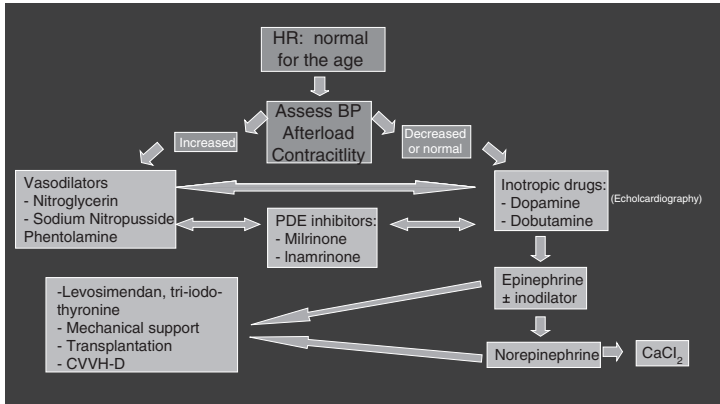 HR: normal
for the age
Assess BP
Afterload
Contracitlity
Increased
Decreased
or normal
Vasodilators
- Nitroglycerin
- Sodium Nitropusside
Phentolamine
Inotropic drugs:
- Dopamine
- Dobutamine
(Echolcardiography)
PDE inhibitors:
- Milrinone
- Inamrinone
-Levosimendan, tri-iodo-
thyronine
- Mechanical support
- Transplantation
- CVVH-D
Epinephrine
± inodilator
Norepinephrine
CaCl₂